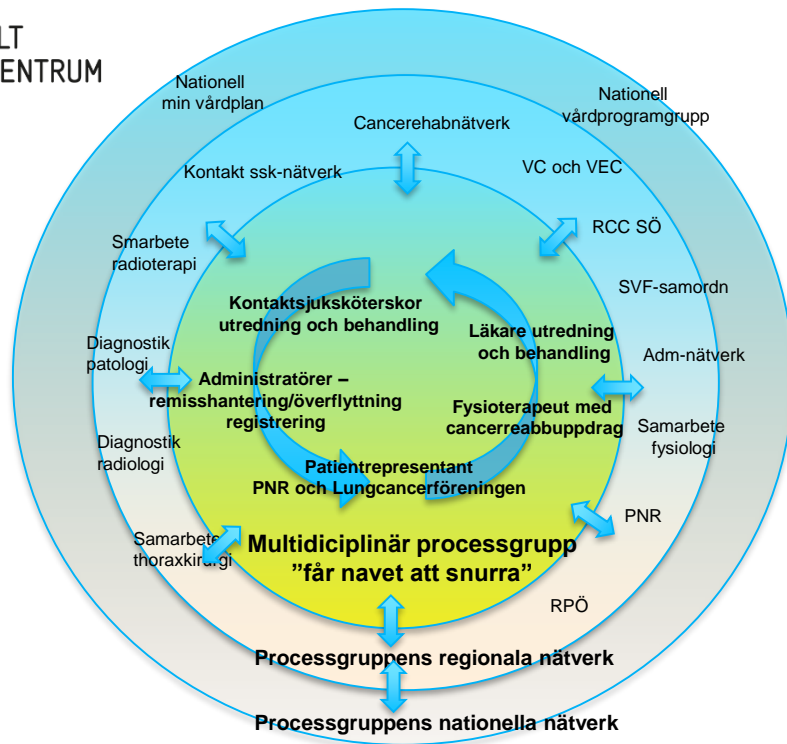 LT
ENTRUM
Nationell
min vårdplan
Nationell
vårdprogramgrupp
Cancerehabnätverk
Kontakt ssk-nätverk
VC och VEC
RCC SÖ
Smarbete
radioterapi
SVF-samordn
Kontaktsjuksköterskor
utredning och behandling
Läkare utredning
och behandling
Diagnostik
patologi
Adm-nätverk
Administratörer –
remisshantering/överflyttning
registrering
Fysioterapeut med
cancerreabbuppdrag
Samarbete
fysiologi
Diagnostik
radiologi
Patientrepresentant
PNR och Lungcancerföreningen
PNR
Samarbete
thoraxkirurgi
Multidiciplinär processgrupp
”får navet att snurra”
RPÖ
Processgruppens regionala nätverk
Processgruppens nationella nätverk